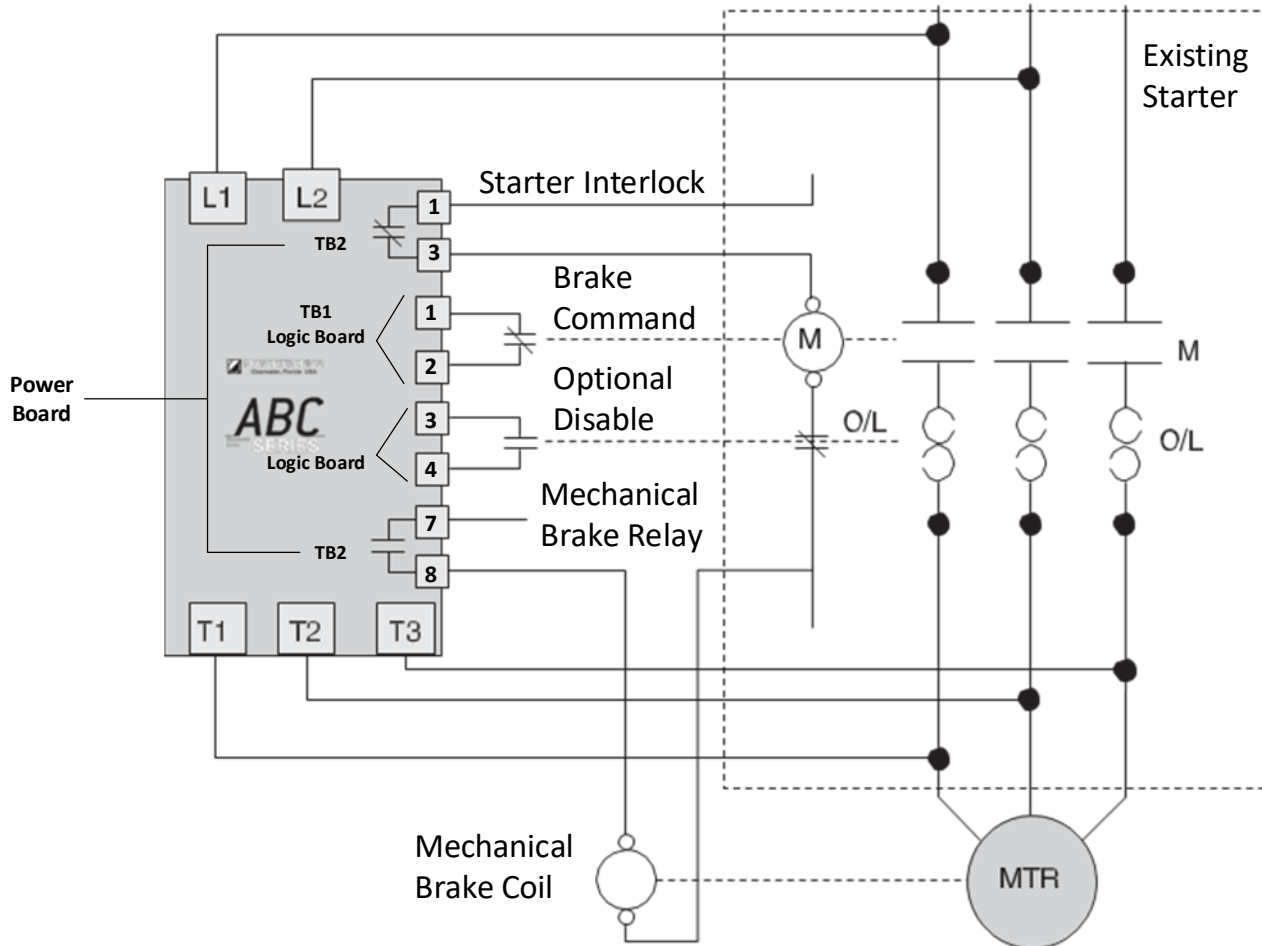 Existing
Starter
L1
L2
Starter Interlock
1
TB2
3
Brake
Command
TB1
Logic Board
1
2
M
M
Power
Board
ABC
SERIES
Optional
Disable
3
Logic Board
4
O/L
O/L
Mechanical
Brake Relay
7
TB2
8
T1
T2
T3
Mechanical
Brake Coil
MTR